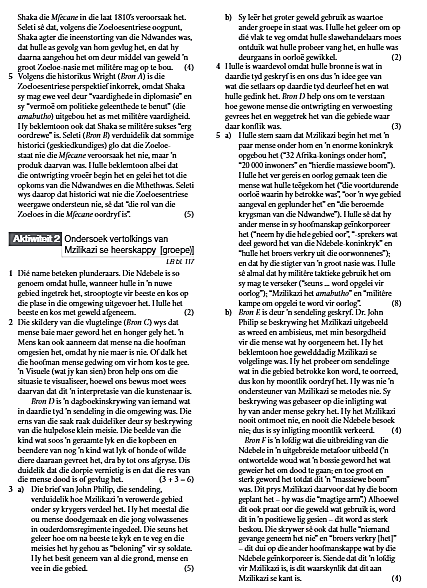 Shaka die Mfecane in die laat 1810's veroorsaak het.
Seleti sê dat, volgens die Zoeloesentriese oogpunt,
Shaka agter die ineenstorting van die Ndwandwes was,
dat hulle as gevolg van hom gevlug het, en dat hy
daarna aangehou het om deur middel van geweld 'n
groot Zoeloe-nasie met militêre mag op te bou. (4)
5 Volgens die historikus Wright (Bron A) is die
Zoeloesentriese perspektief inkorrek, omdat Shaka
sy mag ewe veel deur "vaardighede in diplomasie" en
sy "vermoë om politieke geleenthede te benut" (die
amabutho) uitgebou het as met militêre vaardigheid.
Hy beklemtoon ook dat Shaka se militêre sukses "erg
oordrewe" is. Seleti (Bron B) verduidelik dat sommige
historici (geskiedkundiges) glo dat die Zoeloe-
staat nie die Mfecane veroorsaak het nie, maar 'n
produk daarvan was. Hulle beklemtoon allebei dat
die ontwrigting vroeër begin het en gelei het tot die
opkoms van die Ndwandwes en die Mthethwas. Seleti
wys daarop dat historici wat nie die Zoeloesentriese
weergawe ondersteun nie, sê dat "die rol van die
Zoeloes in die Mfecane oordryf is". (5)
Aktiwiteit 2 Ondersoek vertolkings van
Mzilikazi se heerskappy [groepe)]
LB bl. 117
1 Dié name beteken plunderaars. Die Ndebele is so
genoem omdat hulle, wanneer hulle in 'n nuwe
gebied ingetrek het, strooptogte vir beeste en kos op
die plase in die omgewing uitgevoer het. Hulle het
beeste en kos met geweld afgeneem. (2)
2 Die skildery van die vlugtelinge (Bron C) wys dat
mense baie maer geword het en honger gely het. 'n
Mens kan ook aanneem dat mense na die hoofman
omgesien het, omdat hy nie maer is nie. Of dalk het
die hoofman mense gedwing om vir hom kos te gee.
'n Visuele (wat jy kan sien) bron help ons om die
situasie te visualiseer, hoewel ons bewus moet wees
daarvan dat dit 'n interpretasie van die kunstenaar is.
Bron D is 'n dagboekinskrywing van iemand wat
in daardie tyd 'n sendeling in die omgewing was. Die
erns van die saak raak duideliker deur sy beskrywing
van die hulpelose klein meisie. Die beelde van die
kind wat soos 'n geraamte lyk en die kopbeen en
beendere van nog 'n kind wat lyk of honde of wilde
diere daaraan gevreet het, dra by tot ons afgryse. Dis
duidelik dat die dorpie vernietig is en dat die res van
die mense dood is of gevlug het. (3 + 3 = 6)
3 a) Die brief van John Philip, die sendeling,
verduidelik hoe Mzilikazi 'n verowerde gebied
onder sy krygers verdeel het. Hy het meestal die
ou mense doodgemaak en die jong volwassenes
in ouderdomsregimente ingedeel. Die seuns het
geleer hoe om na beeste te kyk en te veg en die
meisies het hy gehou as "beloning" vir sy soldate.
Hy het besit geneem van al die grond, mense en
vee in die gebied. (5)
b) Sy leër het groter geword gebruik as waartoe
ander groepe in staat was. Hulle het geleer om op
dié vlak te veg omdat hulle slawehandelaars moes
ontduik wat hulle probeer vang het, en hulle was
deurgaans in oorloë gewikkel. (2)
4 Hulle is waardevol omdat hulle bronne is wat in
daardie tyd geskryf is en ons dus 'n idee gee van
wat die setlaars op daardie tyd deurleef het en wat
hulle gedink het. Bron D help ons om te verstaan
hoe gewone mense die ontwrigting en verwoesting
gevrees het en weggetrek het van die gebiede waar
daar konflik was. (3)
5 a) Hulle stem saam dat Mzilikazi begin het met 'n
paar mense onder hom en 'n enorme koninkryk
opgebou het ("32 Afrika-konings onder hom",
"20 000 inwoners" en "hierdie massiewe boom").
Hulle het ver gereis en oorlog gemaak teen die
mense wat hulle teëgekom het ("die voortdurende
oorloë waarin hy betrokke was", "oor 'n wye gebied
aangeval en geplunder het" en "die beroemde
krygsman van die Ndwandwe"). Hulle sê dat hy
ander mense in sy hoofmanskap geïnkorporeer
het ("neem hy die hele gebied oor", "-sprekers wat
deel geword het van die Ndebele-koninkryk" en
"hulle het broers verkry uit die oorwonnenes");
en dat hy die stigter van 'n groot nasie was. Hulle
sê almal dat hy militêre taktieke gebruik het om
sy mag te verseker ("seuns ... word opgelei vir
oorlog"; "Mzilikazi het amabutho" en "militêre
kampe om opgelei te word vir oorlog"). (8)
b) Bron E is deur 'n sendeling geskryf. Dr. John
Philip se beskrywing het Mzilikazi uitgebeeld
as wreed en ambisieus, met min besorgdheid
vir die mense wat hy oorgeneem het. Hy het
beklemtoon hoe gewelddadig Mzilikazi se
volgelinge was. Hy het probeer om sendelinge
wat in die gebied betrokke kon word, te oorreed,
dus kon hy moontlik oordryf het. Hy was nie 'n
ondersteuner van Mzilikazi se metodes nie. Sy
beskrywing was gebaseer op die inligting wat
hy van ander mense gekry het. Hy het Mzilikazi
nooit ontmoet nie, en nooit die Ndebele besoek
nie; dus is sy inligting moontlik verkeerd. (4)
Bron F is 'n lofdig wat die uitbreiding van die
Ndebele in 'n uitgebreide metafoor uitbeeld ('n
ontwortelde woud wat 'n bossie geword het wat
geweier het om dood te gaan; en toe groot en
sterk geword het totdat dit 'n "massiewe boom"
was. Dit prys Mzilikazi daarvoor dat hy die boom
geplant het – hy was die "magtige arm".) Alhoewel
dit ook praat oor die geweld wat gebruik is, word
dit in 'n positiewe lig gesien – dit word as sterk
beskou. Die skrywer sê ook dat hulle "niemand
gevange geneem het nie" en "broers verkry [het]"
– dit dui op die ander hoofmanskappe wat by die
Ndebele geïnkorporeer is. Siende dat dit 'n lofdig
vir Mzilikazi is, is dit waarskynlik dat dit aan
Mzilikazi se kant is. (4)